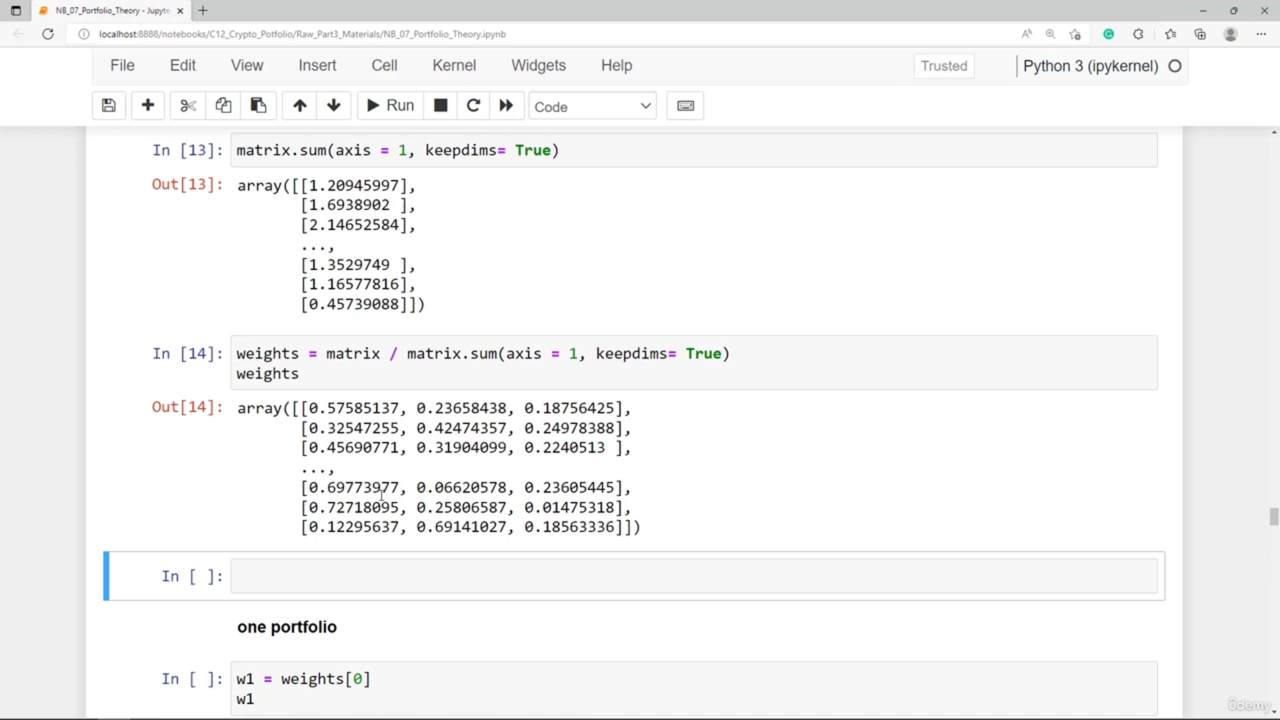 NB_07_Portfolio_Theory - Jupyte
localhost:8888/notebooks/C12_Crypto_Potfolio/Raw_Part3_Materials/NB_07_Portfolio_Theory.ipynb
File Edit View Insert Cell Kernel Widgets Help Trusted Python 3 (ipykernel)
Run Code
In [13]: matrix.sum(axis = 1, keepdims= True)
Out[13]: array([[1.20945997],
[1.6938902 ],
[2.14652584],
...,
[1.3529749 ],
[1.16577816],
[0.45739088]])
In [14]: weights = matrix / matrix.sum(axis = 1, keepdims= True)
weights
Out[14]: array([[0.57585137, 0.23658438, 0.18756425],
[0.32547255, 0.42474357, 0.24978388],
[0.45690771, 0.31904099, 0.2240513 ],
...,
[0.69773977, 0.06620578, 0.23605445],
[0.72718095, 0.25806587, 0.01475318],
[0.12295637, 0.69141027, 0.18563336]])
In [ ]:
one portfolio
In [ ]: w1 = weights[0]
w1
Udemy